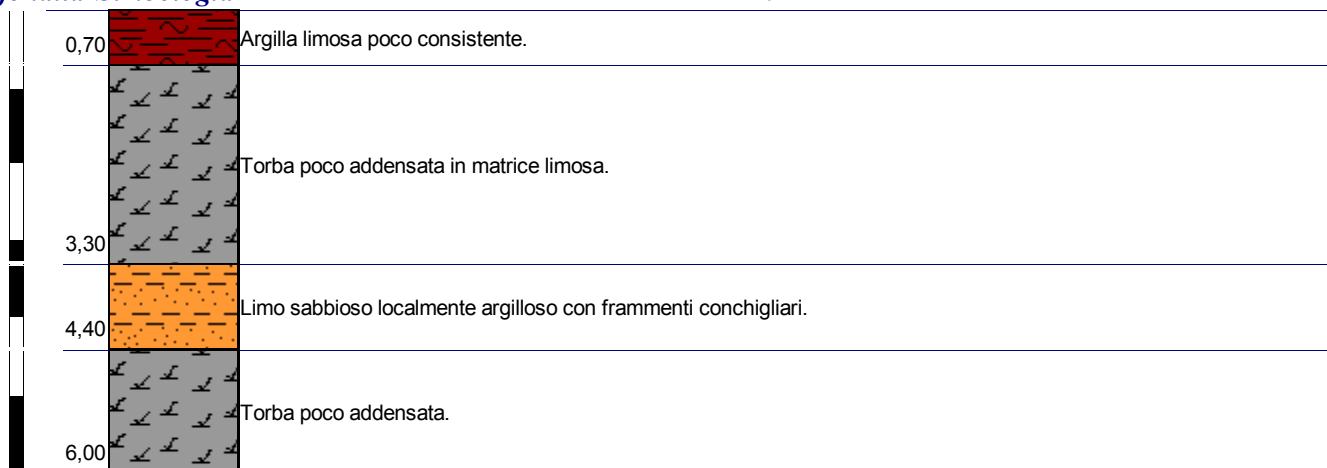 0,70 Argilla limosa poco consistente.
Torba poco addensata in matrice limosa.
3,30
Limo sabbioso localmente argilloso con frammenti conchigliari.
4,40
Torba poco addensata.
6,00